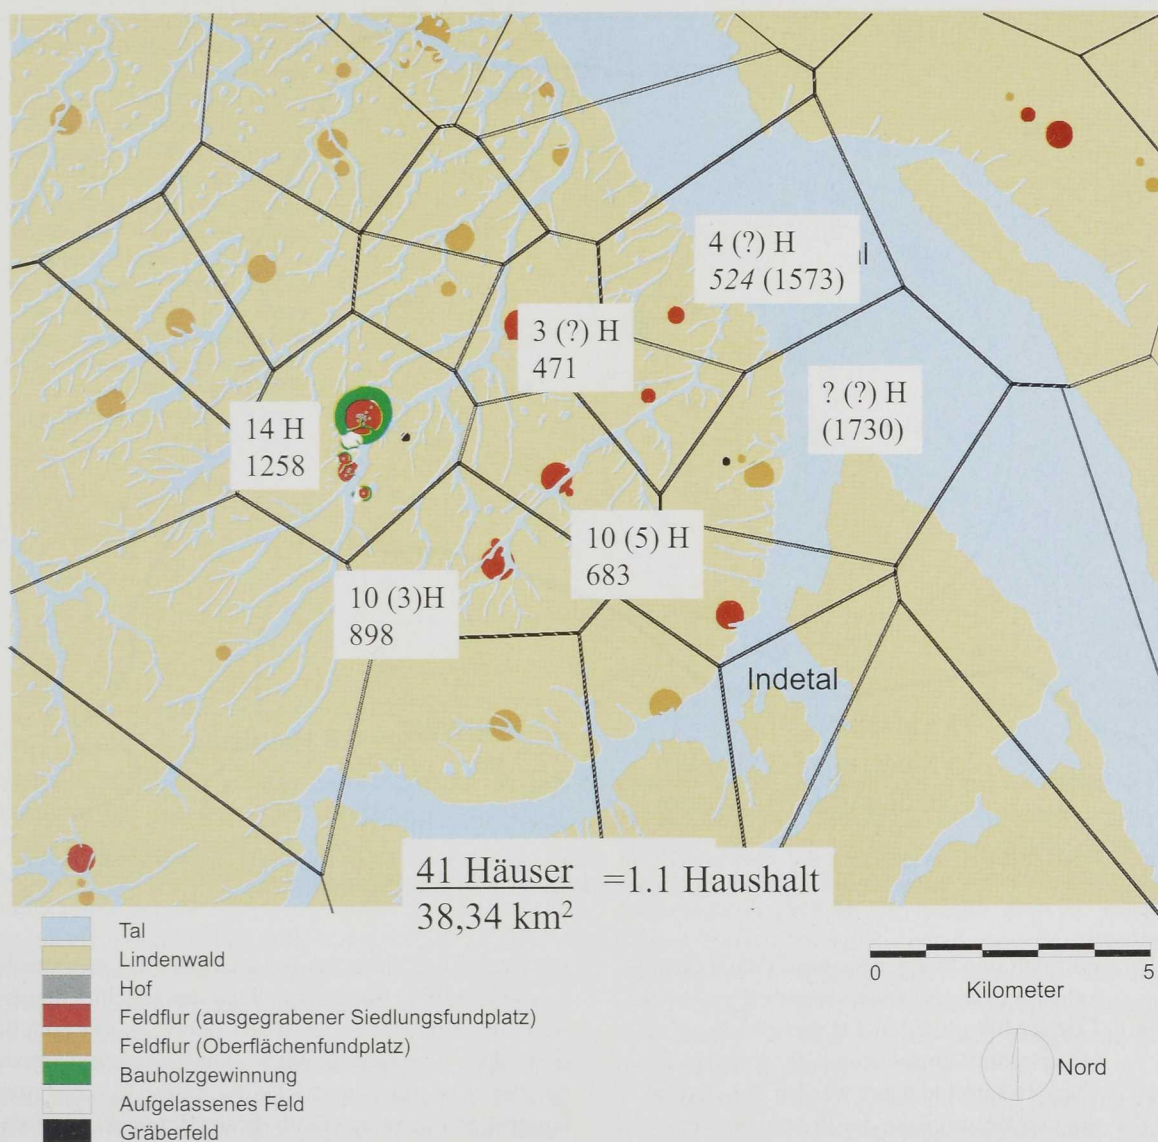 4 (?) H
al
524 (1573)
3 (?) H
471
? (?) H
(1730)
14 H
1258
10 (5) H
683
10 (3)H
898
Indetal
41 Häuser =1.1 Haushalt
38,34 km²
Tal
Lindenwald
Hof
Feldflur (ausgegrabener Siedlungsfundplatz)
Feldflur (Oberflächenfundplatz)
Bauholzgewinnung
Aufgelassenes Feld
Gräberfeld
0 5
Kilometer
Nord